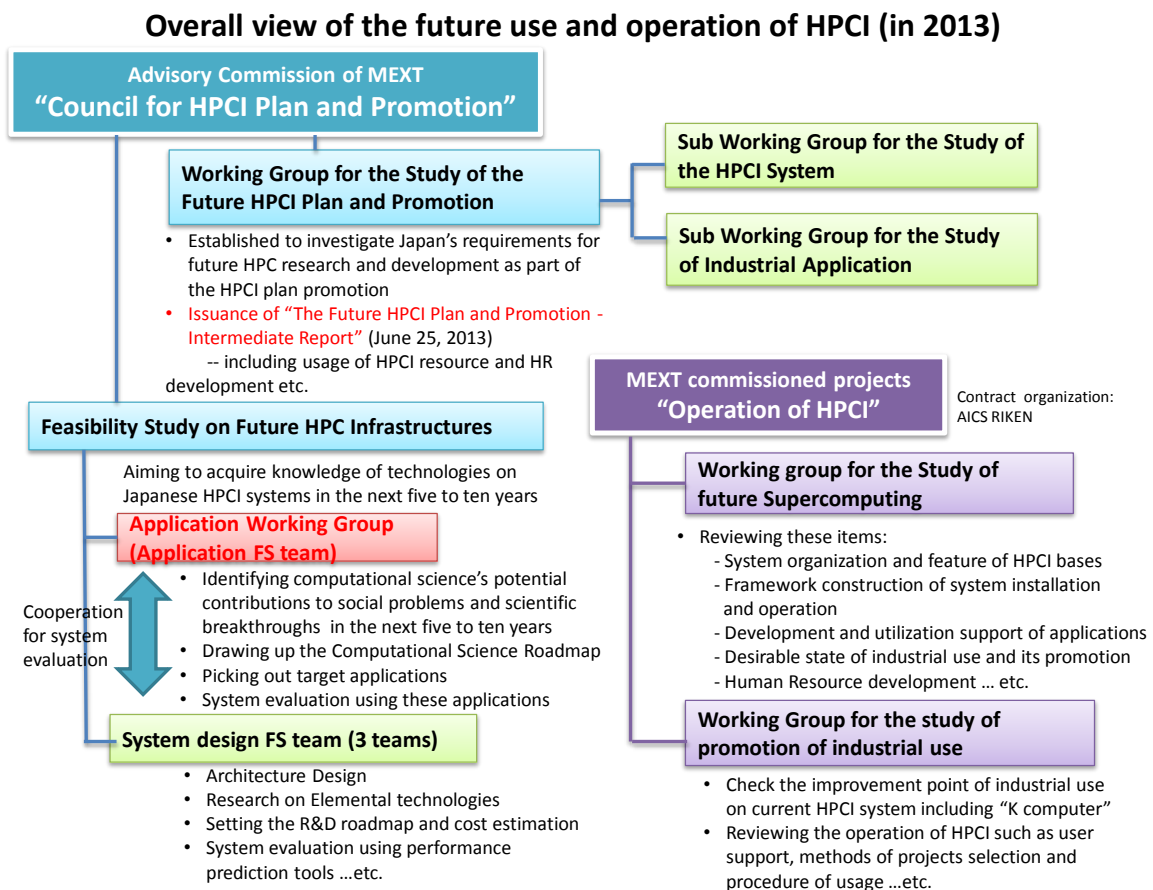 Overall view of the future use and operation of HPCI (in 2013)
Advisory Commission of MEXT
“Council for HPCI Plan and Promotion”
Working Group for the Study of the
Future HPCI Plan and Promotion
Sub Working Group for the Study of
the HPCI System
Sub Working Group for the Study
of Industrial Application
• Established to investigate Japan’s requirements for
future HPC research and development as part of
the HPCI plan promotion
• Issuance of “The Future HPCI Plan and Promotion -
Intermediate Report” (June 25, 2013)
-- including usage of HPCI resource and HR
development etc.
Feasibility Study on Future HPC Infrastructures
Aiming to acquire knowledge of technologies on
Japanese HPCI systems in the next five to ten years
Application Working Group
(Application FS team)
• Identifying computational science’s potential
contributions to social problems and scientific
breakthroughs in the next five to ten years
• Drawing up the Computational Science Roadmap
• Picking out target applications
• System evaluation using these applications
Cooperation
for system
evaluation
System design FS team (3 teams)
• Architecture Design
• Research on Elemental technologies
• Setting the R&D roadmap and cost estimation
• System evaluation using performance
prediction tools …etc.
MEXT commissioned projects
“Operation of HPCI”
Contract organization:
AICS RIKEN
Working group for the Study of
future Supercomputing
• Reviewing these items:
- System organization and feature of HPCI bases
- Framework construction of system installation
and operation
- Development and utilization support of applications
- Desirable state of industrial use and its promotion
- Human Resource development … etc.
Working Group for the study of
promotion of industrial use
• Check the improvement point of industrial use
on current HPCI system including “K computer”
• Reviewing the operation of HPCI such as user
support, methods of projects selection and
procedure of usage …etc.